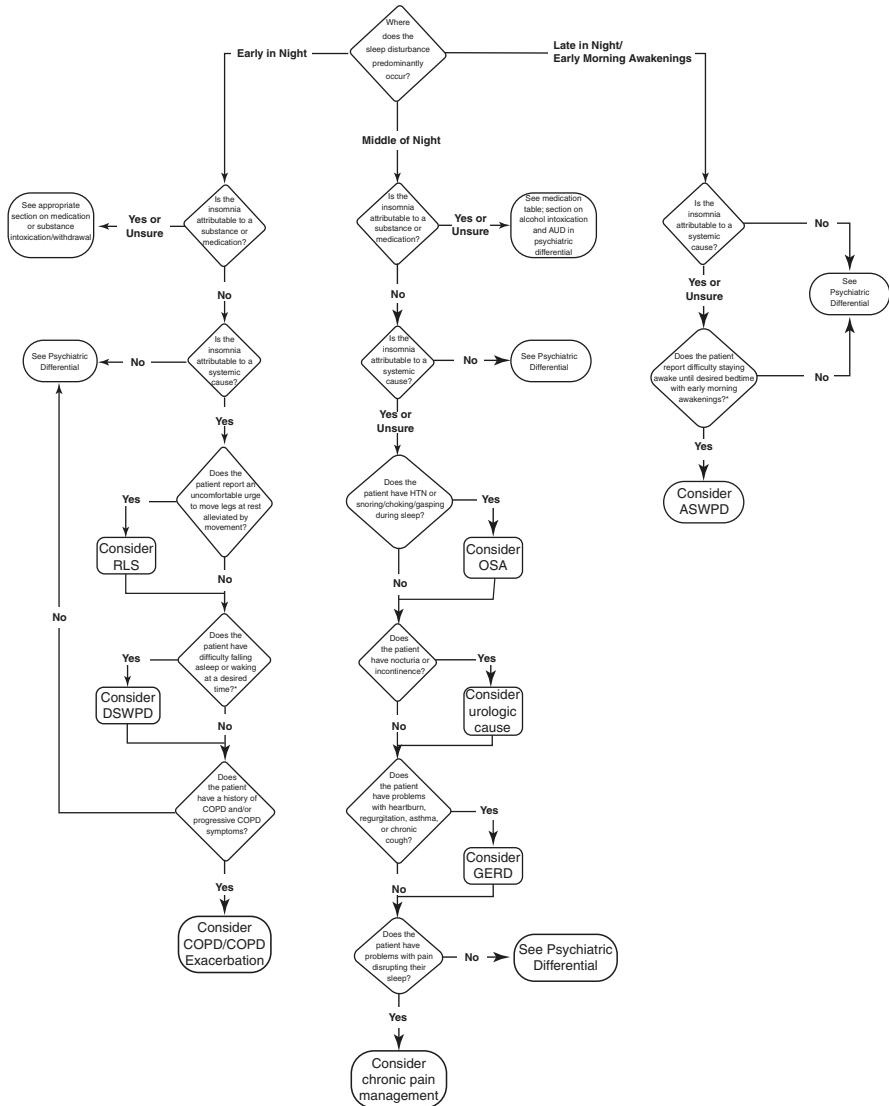 Where
does the
sleep disturbance
predominantly
occur?
Early in Night
Late in Night/
Early Morning Awakenings
Middle of Night
See appropriate
section on medication
or substance
intoxication/withdrawal
Yes or
Unsure
Is the
insomnia
attributable to a
substance or
medication?
Is the
insomnia
attributable to a
substance or
medication?
Yes or
Unsure
See medication
table; section on
alcohol intoxication
and AUD in
psychiatric
differential
Is the
insomnia
attributable to a
systemic
cause?
No
See
Psychiatric
Differential
No
No
Yes or
Unsure
See Psychiatric
Differential
No
Is the
insomnia
attributable to a
systemic
cause?
Is the
insomnia
attributable to a
systemic
cause?
No
See Psychiatric
Differential
Does the patient
report difficulty staying
awake until desired bedtime
with early morning
awakenings?*
No
Yes
Yes or
Unsure
Yes
Consider
ASWPD
Does the
patient report an
uncomfortable urge
to move legs at rest
alleviated by
movement?
Yes
Consider
RLS
No
Does the
patient have HTN or
snoring/choking/gasping
during sleep?
Yes
Consider
OSA
No
No
Does the
patient have
difficulty falling
asleep or waking
at a desired
time?*
Yes
Consider
DSWPD
No
Does
the patient
have nocturia or
incontinence?
Yes
Consider
urologic
cause
No
Does
the patient
have a history of
COPD and/or
progressive COPD
symptoms?
Yes
Consider
COPD/COPD
Exacerbation
Does
the patient
have problems
with heartburn,
regurgitation, asthma,
or chronic
cough?
Yes
Consider
GERD
No
Does the
patient have
problems with pain
disrupting their
sleep?
No
See Psychiatric
Differential
Yes
Consider
chronic pain
management